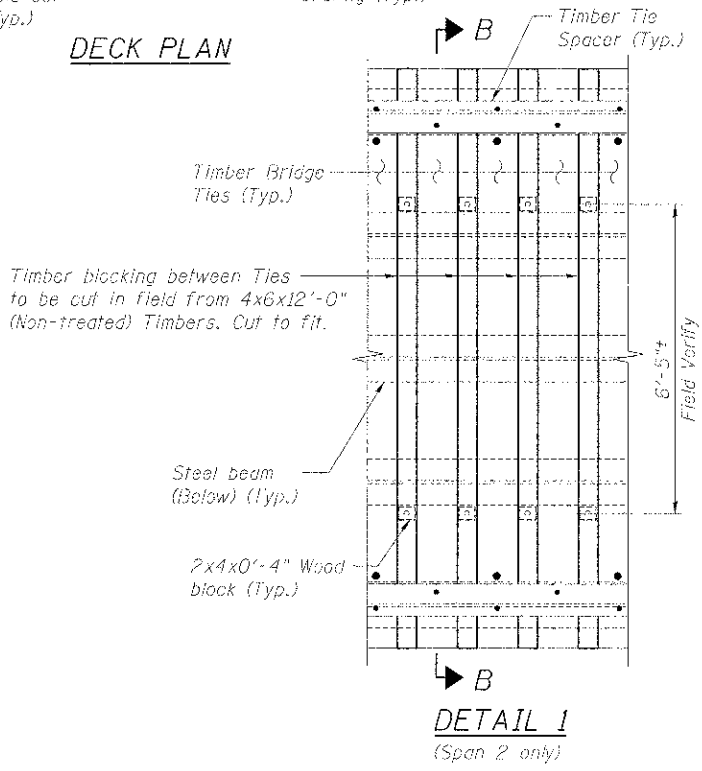 Typ.)
DECK PLAN
B
Timber Tie
Spacer (Typ.)
Timber Bridge
Ties (Typ.)
Timber blocking between Ties
to be cut in field from 4x6x12'-0"
(Non-treated) Timbers. Cut to fit.
6'-5"±
Field Verify
Steel beam
(Below) (Typ.)
2x4x0'-4" Wood
block (Typ.)
B
DETAIL 1
(Span 2 only)